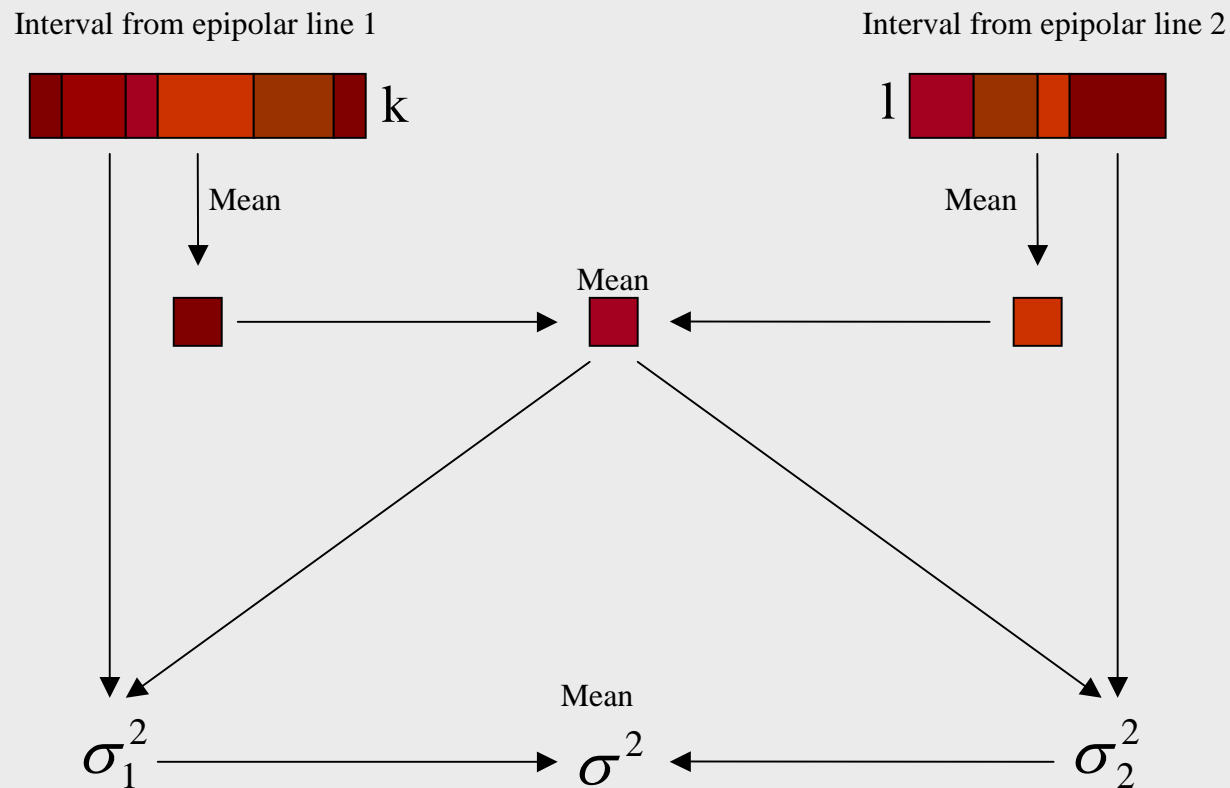 Interval from epipolar line 1
Interval from epipolar line 2
k
l
Mean
Mean
Mean
Mean
σ₁²
σ²
σ₂²